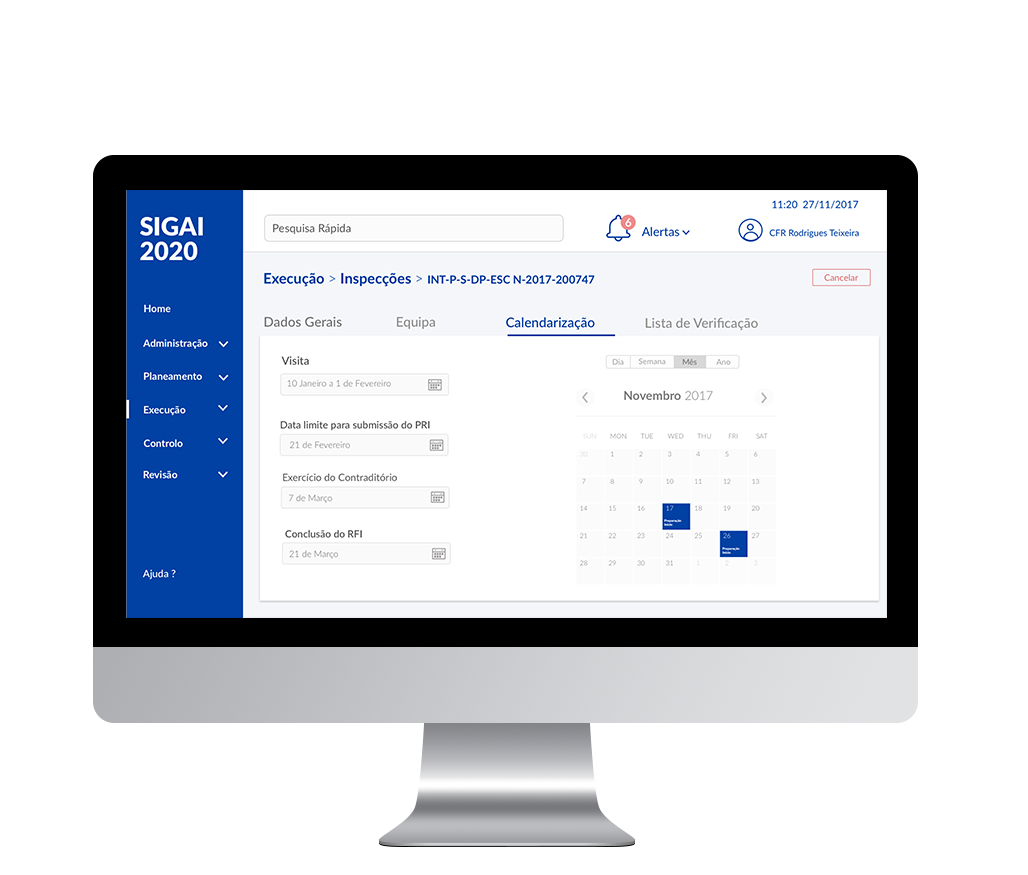 SIGAI
2020
Home
Administração
Planeamento
Execução
Controlo
Revisão
Ajuda ?
11:20 27/11/2017
Pesquisa Rápida
6
Alertas
CFR Rodrigues Teixeira
Execução > Inspecções > INT-P-S-DP-ESC N-2017-200747
Cancelar
Dados Gerais Equipa Calendarização Lista de Verificação
Visita
10 Janeiro a 1 de Fevereiro
Data limite para submissão do PRI
21 de Fevereiro
Exercício do Contraditório
7 de Março
Conclusão do RFI
21 de Março
Dia Semana Mês Ano
Novembro 2017
SUN MON TUE WED THU FRI SAT
30 1 2 3 4 5 6
7 8 9 10 11 12 13
14 15 16 17 18 19 20
Preparação
Início
21 22 23 24 25 26 27
Preparação
Início
28 29 30 31 1 2 3